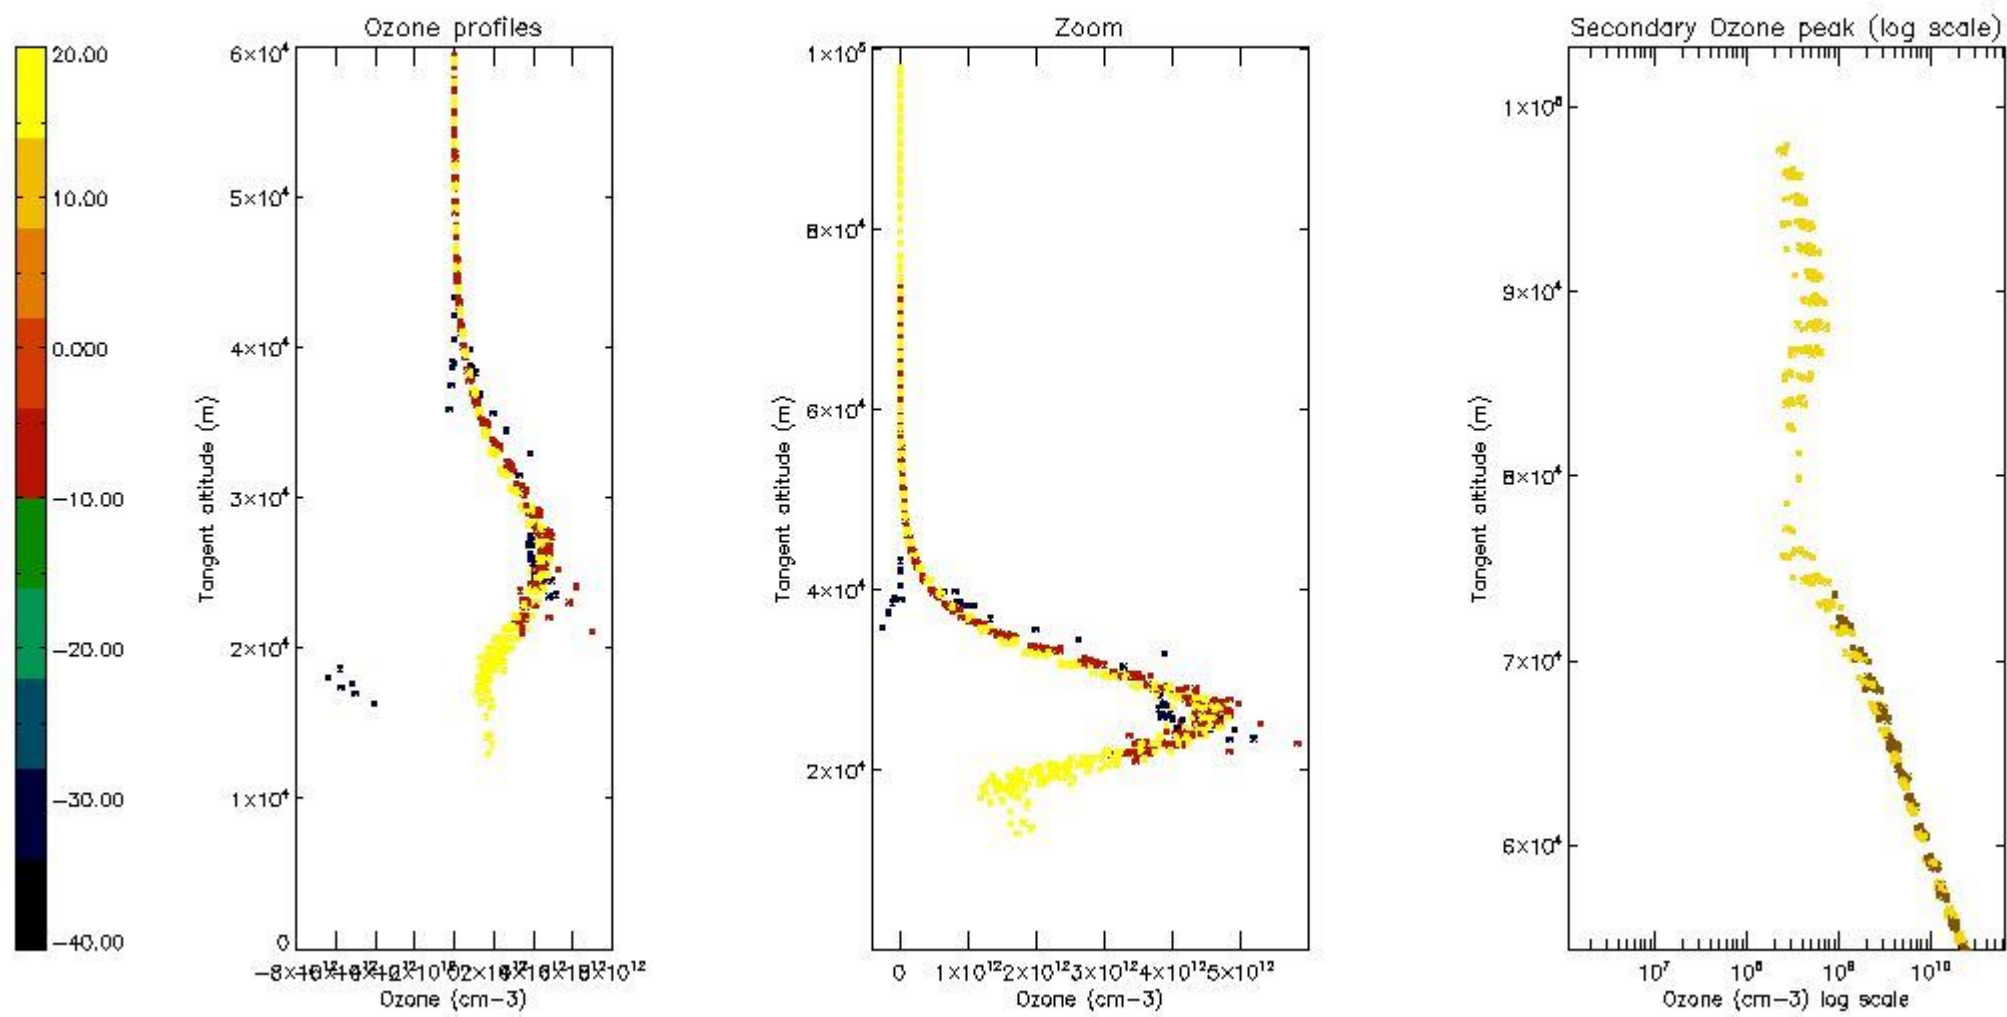 Ozone profiles
Zoom
Secondary Ozone peak (log scale)
20.00
10.00
0.000
−10.00
−20.00
−30.00
−40.00
Tangent altitude (m)
6×10⁴
5×10⁴
4×10⁴
3×10⁴
2×10⁴
1×10⁴
0
Ozone (cm−3)
Tangent altitude (m)
1×10⁵
8×10⁴
6×10⁴
4×10⁴
2×10⁴
0 1×10¹² 2×10¹² 3×10¹² 4×10¹² 5×10¹²
Ozone (cm−3)
Tangent altitude (m)
1×10⁵
9×10⁴
8×10⁴
7×10⁴
6×10⁴
10⁷ 10⁸ 10⁹ 10¹⁰
Ozone (cm−3) log scale